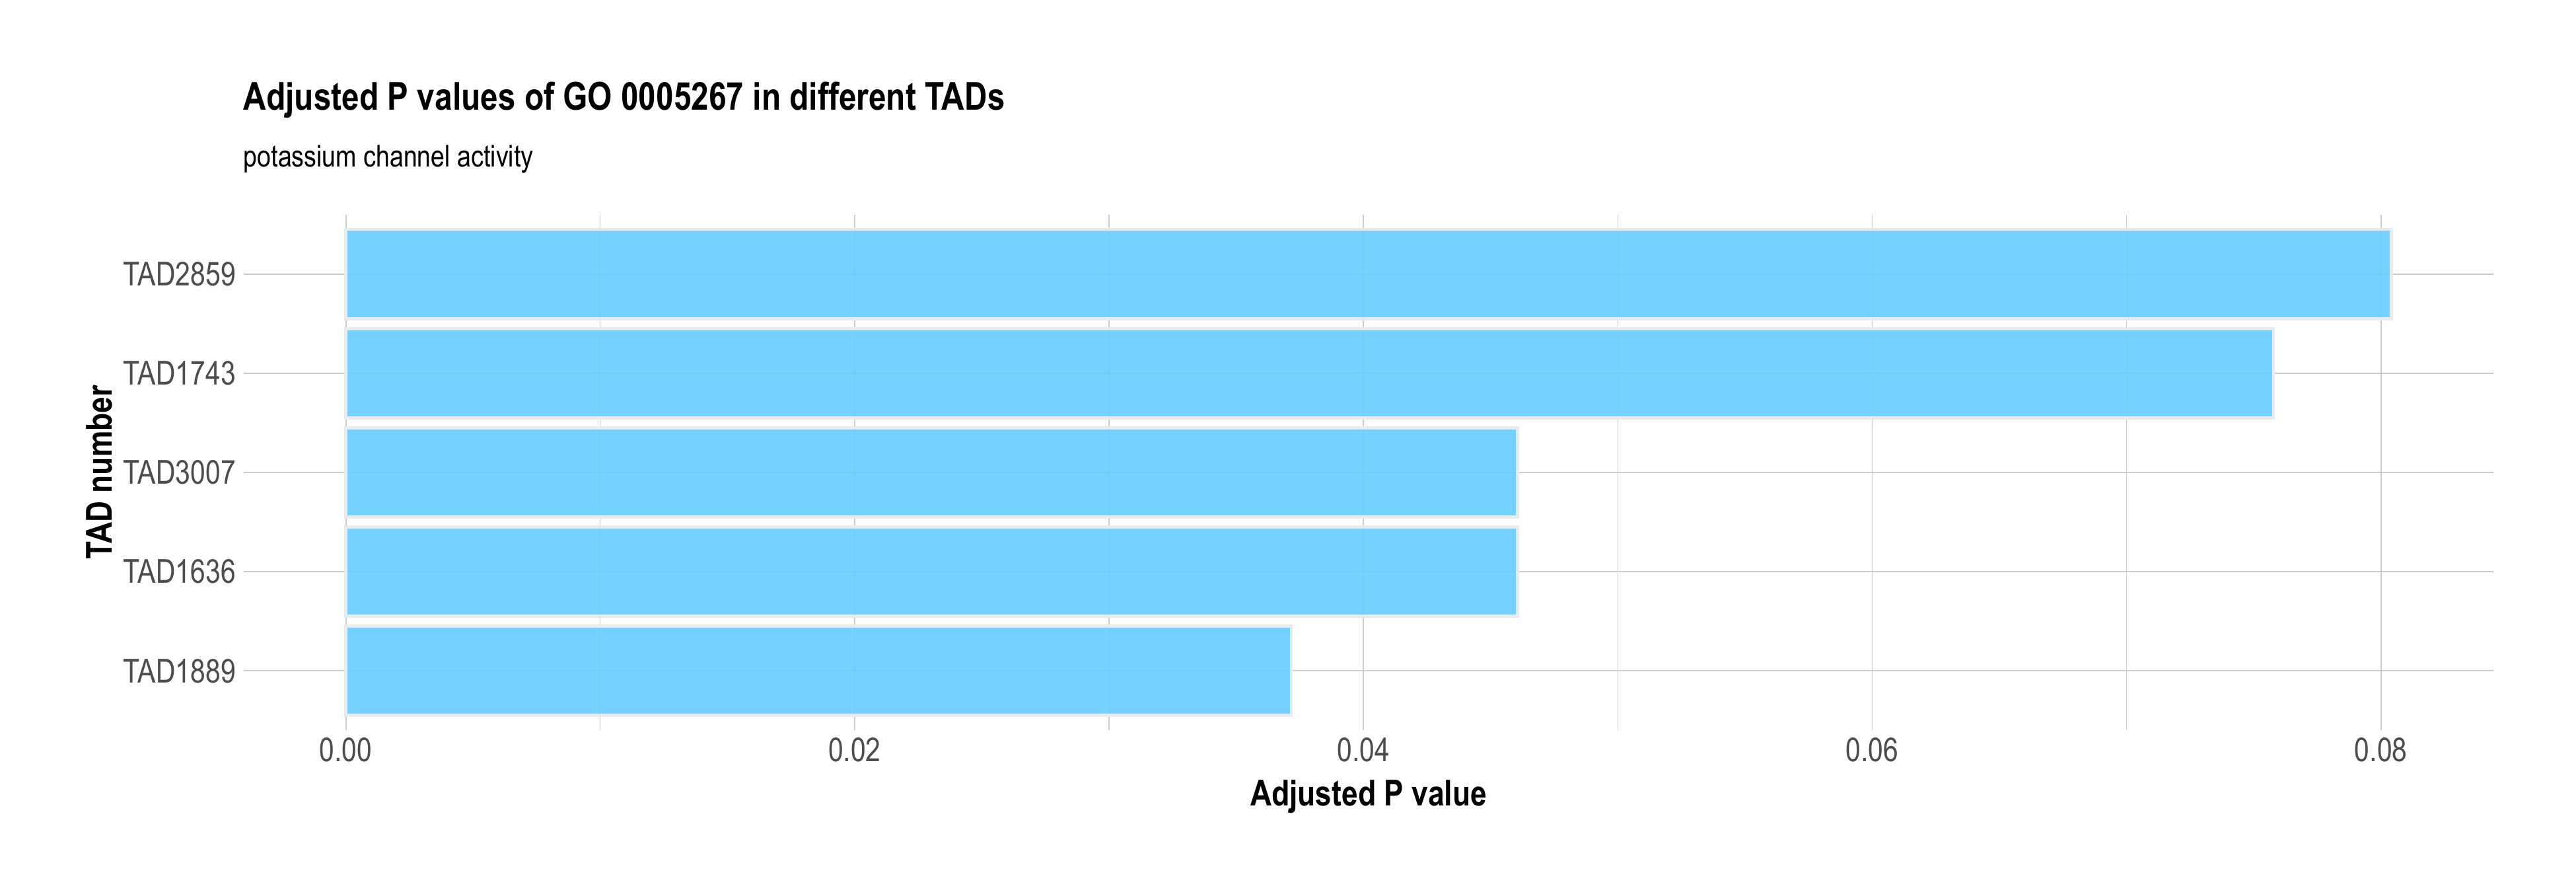 Adjusted P values of GO 0005267 in different TADs
potassium channel activity
TAD number
TAD2859
TAD1743
TAD3007
TAD1636
TAD1889
0.00 0.02 0.04 0.06 0.08
Adjusted P value